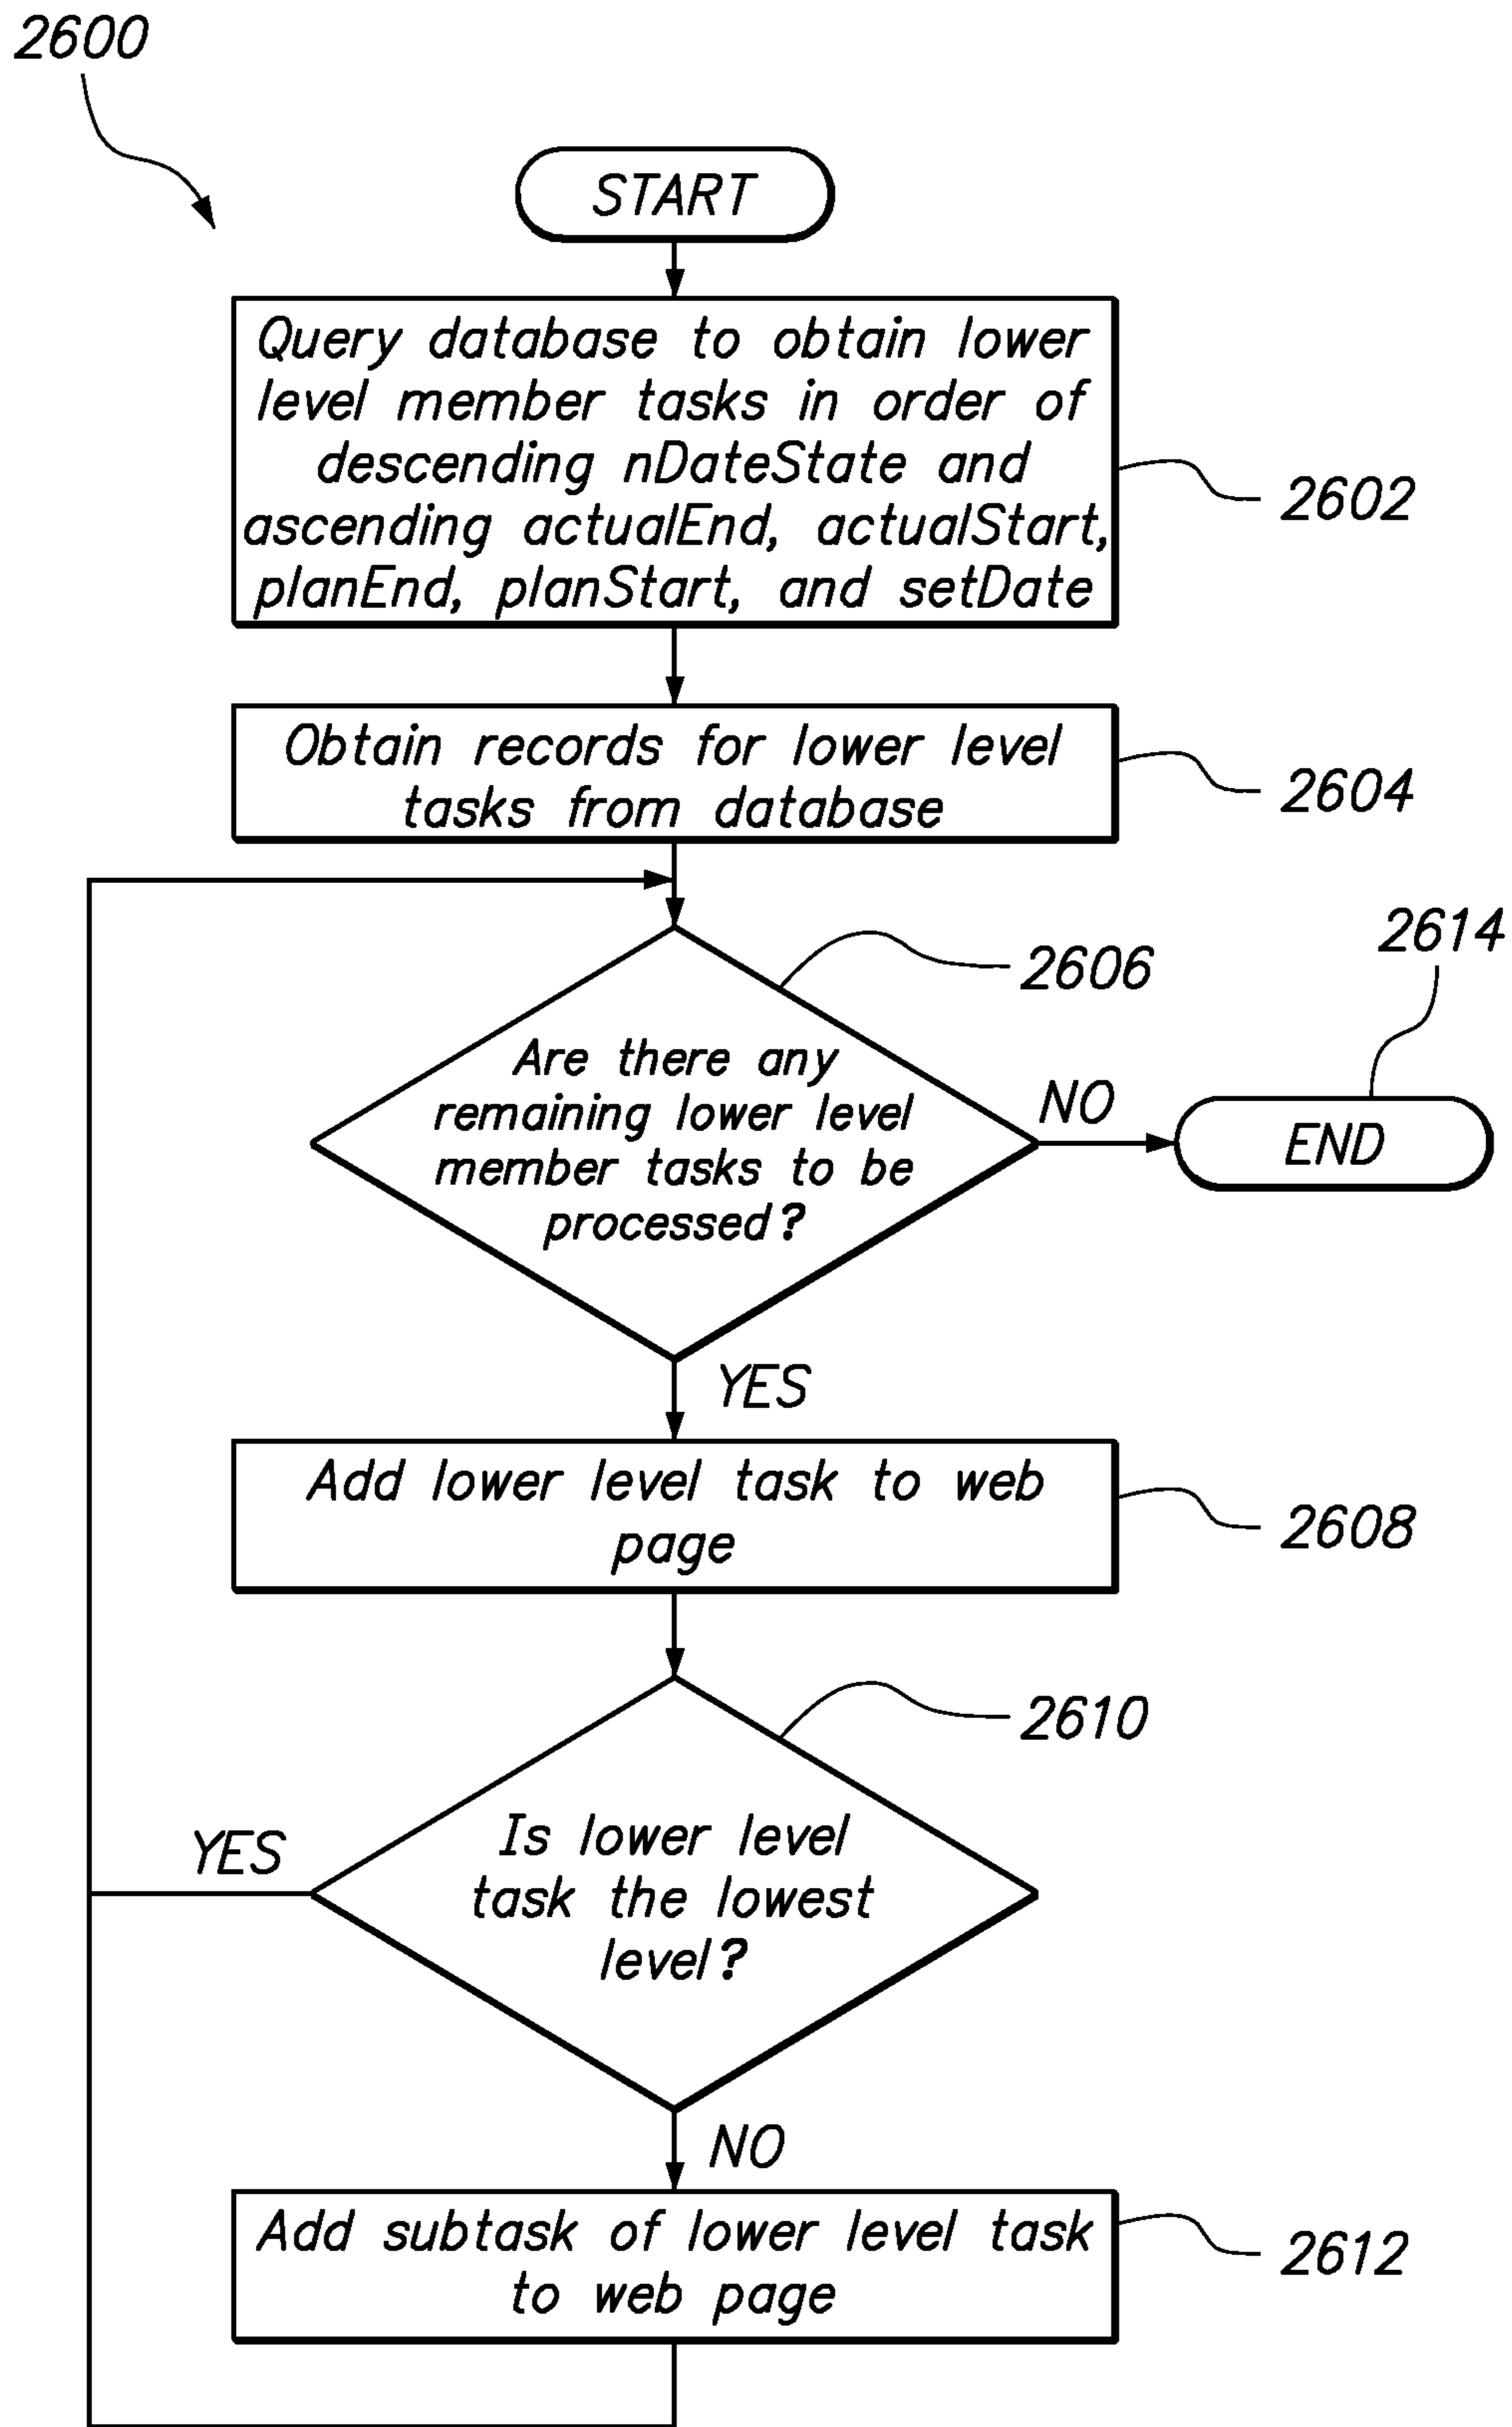 2600
START
Query database to obtain lower
level member tasks in order of
descending nDateState and
ascending actualEnd, actualStart,
planEnd, planStart, and setDate
2602
Obtain records for lower level
tasks from database
2604
2606
2614
Are there any
remaining lower level
member tasks to be
processed?
NO
END
YES
Add lower level task to web
page
2608
2610
Is lower level
task the lowest
level?
YES
NO
Add subtask of lower level task
to web page
2612